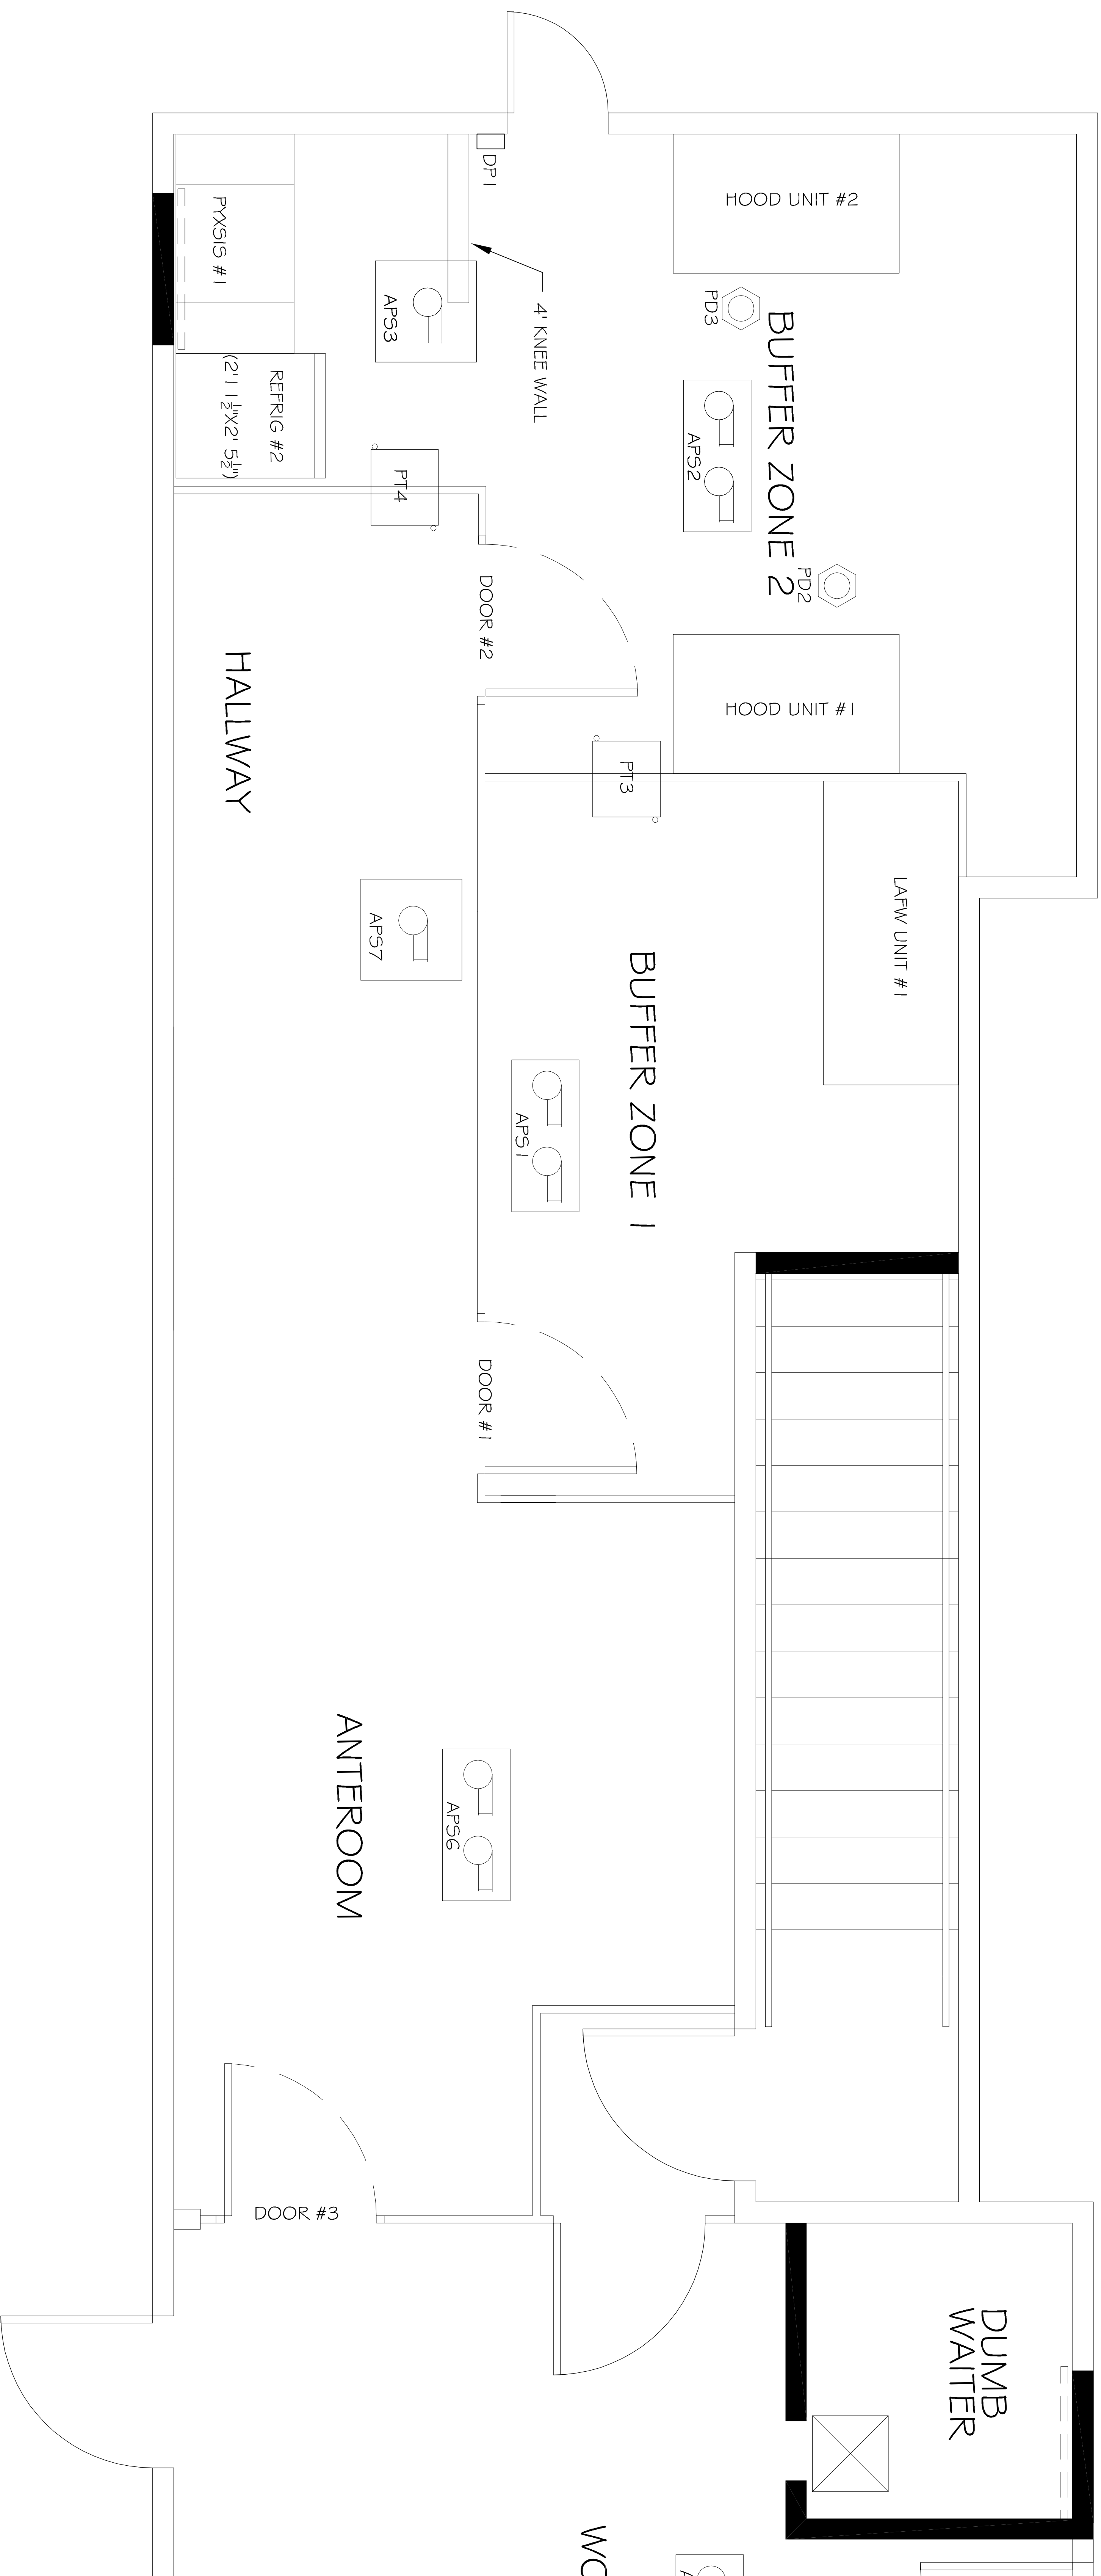 HOOD UNIT #2
DP1
PYXSIS #1
APS3
PD3
4' KNEE WALL
BUFFER ZONE 2
REFRIG #2
(2' 11 1/2"X2' 5 1/2")
APS2
PT4
PD2
DOOR #2
HOOD UNIT #1
HALLWAY
PT3
LAFW UNIT #1
APS7
BUFFER ZONE 1
APS1
DOOR #1
ANTEROOM
APS6
DOOR #3
DUMB
WAITER